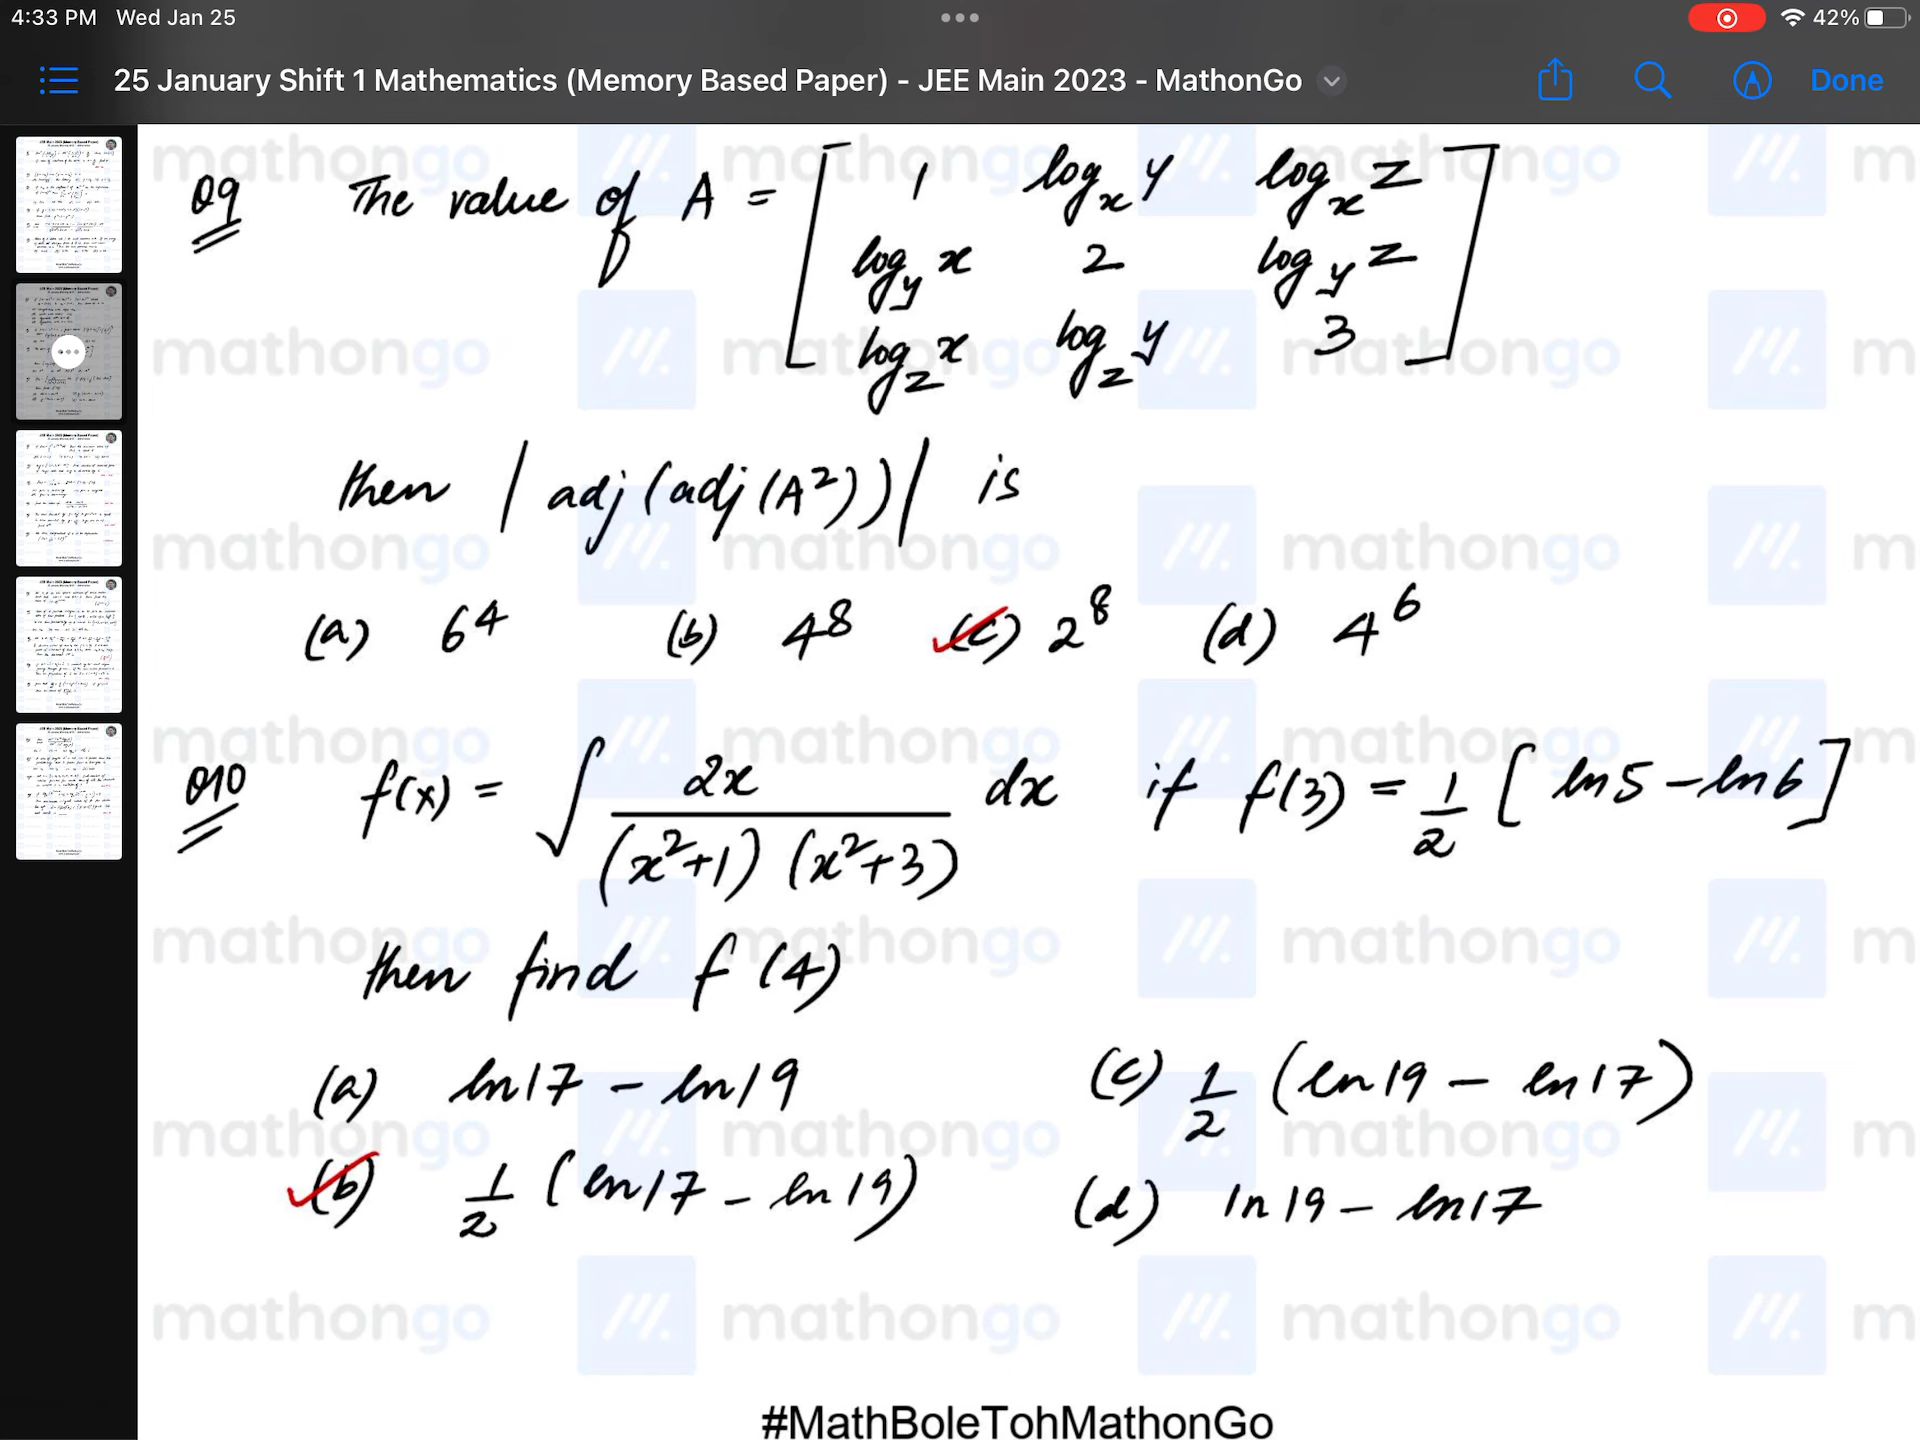 4:33 PM Wed Jan 25
42%
25 January Shift 1 Mathematics (Memory Based Paper) - JEE Main 2023 - MathonGo
Done
Q9 The value of A = [ 1 log_x y log_x z
log_y x 2 log_y z
log_z x log_z y 3 ]
then | adj(adj(A²)) | is
(a) 6⁴ (b) 4⁸ (c) 2⁸ (d) 4⁶
Q10 f(x) = ∫ 2x / (x²+1)(x²+3) dx if f(3) = 1/2 [ ln5 - ln6 ]
then find f(4)
(a) ln17 - ln19 (c) 1/2 (ln19 - ln17)
(b) 1/2 (ln17 - ln19) (d) ln19 - ln17
mathongo
#MathBoleTohMathonGo